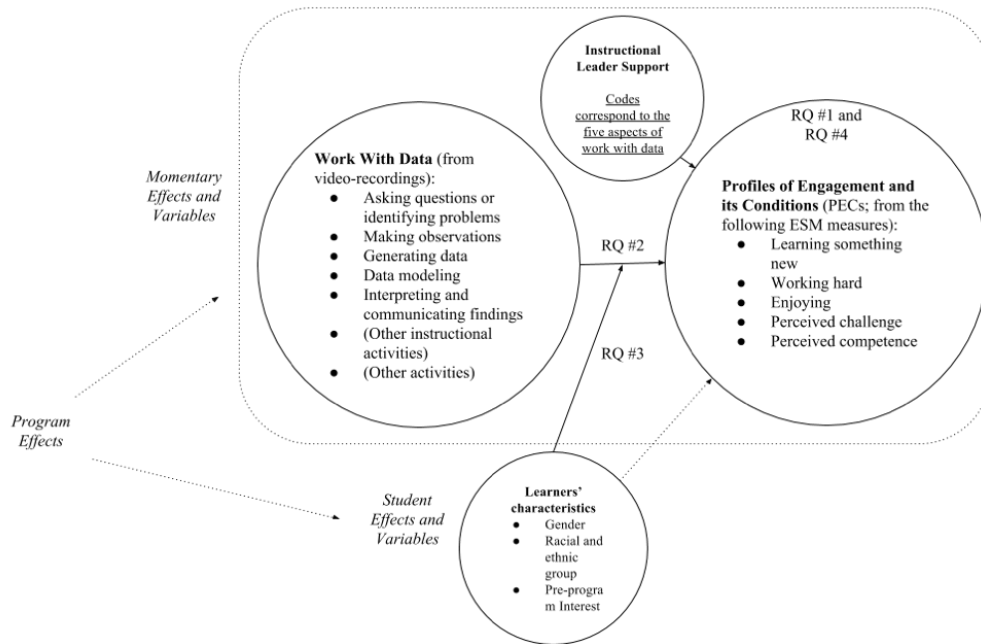 Instructional
Leader Support
Codes
correspond to the
five aspects of
work with data
RQ #1 and
RQ #4
Momentary
Effects and
Variables
Work With Data (from
video-recordings):
● Asking questions or
identifying problems
● Making observations
● Generating data
● Data modeling
● Interpreting and
communicating findings
● (Other instructional
activities)
● (Other activities)
RQ #2
Profiles of Engagement and
its Conditions (PECs; from the
following ESM measures):
● Learning something
new
● Working hard
● Enjoying
● Perceived challenge
● Perceived competence
RQ #3
Program
Effects
Student
Effects and
Variables
Learners'
characteristics
● Gender
● Racial and
ethnic
group
● Pre-progra
m Interest